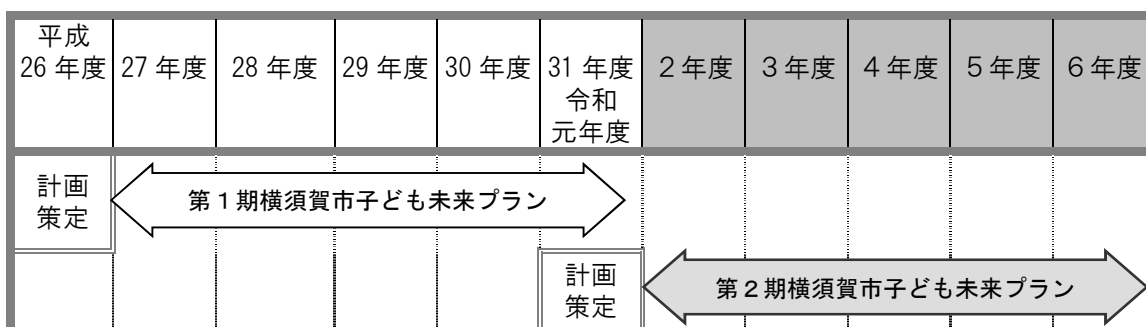 平成
26 年度 27 年度 28 年度 29 年度 30 年度 31 年度 2 年度 3 年度 4 年度 5 年度 6 年度
令和
元年度
計画
策定
第1期横須賀市子ども未来プラン
計画
策定
第2期横須賀市子ども未来プラン